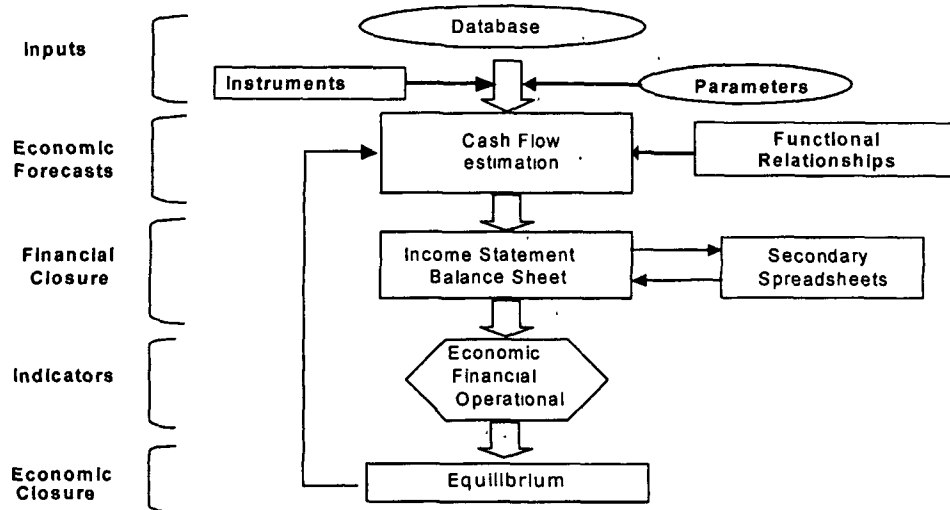 Inputs
Database
Instruments
Parameters
Economic
Forecasts
Cash Flow
estimation
Functional
Relationships
Financial
Closure
Income Statement
Balance Sheet
Secondary
Spreadsheets
Indicators
Economic
Financial
Operational
Economic
Closure
Equilibrium